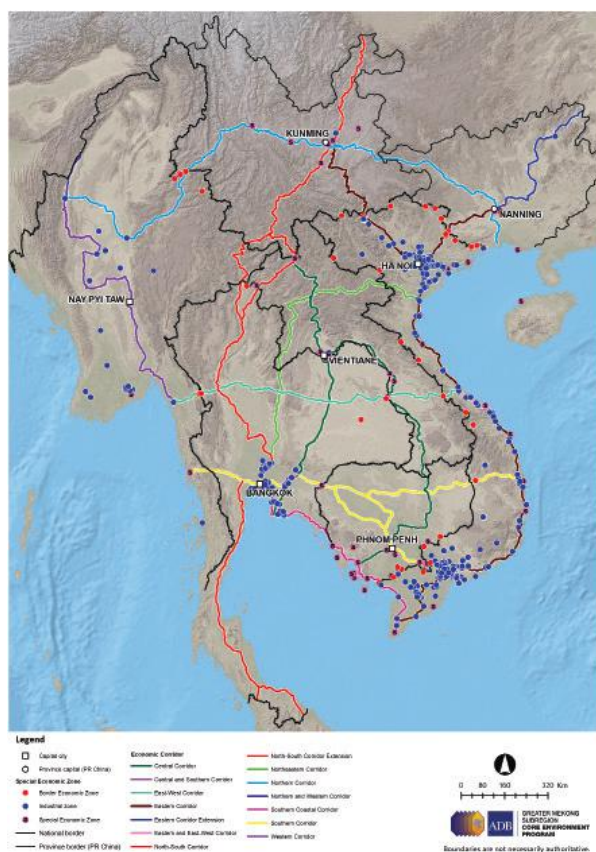 KUNMING
NANNING
HA NOI
NAY PYI TAW
VIENTIANE
BANGKOK
PHNOM PENH
Legend
Capital city
Province capital (PR China)
Special Economic Zone
Border Economic Zone
Industrial Zone
Special Economic Zone
National border
Province border (PR China)
Economic Corridor
Central Corridor
Central and Southern Corridor
East-West Corridor
Eastern Corridor
Eastern Corridor Extension
Eastern and East-West Corridor
North-South Corridor
North-South Corridor Extension
Northeastern Corridor
Northern Corridor
Northern and Western Corridor
Southern Coastal Corridor
Southern Corridor
Western Corridor
0 80 160 320 KM
ADB
GREATER MEKONG
SUBREGION
CORE ENVIRONMENT
PROGRAM
Boundaries are not necessarily authoritative.